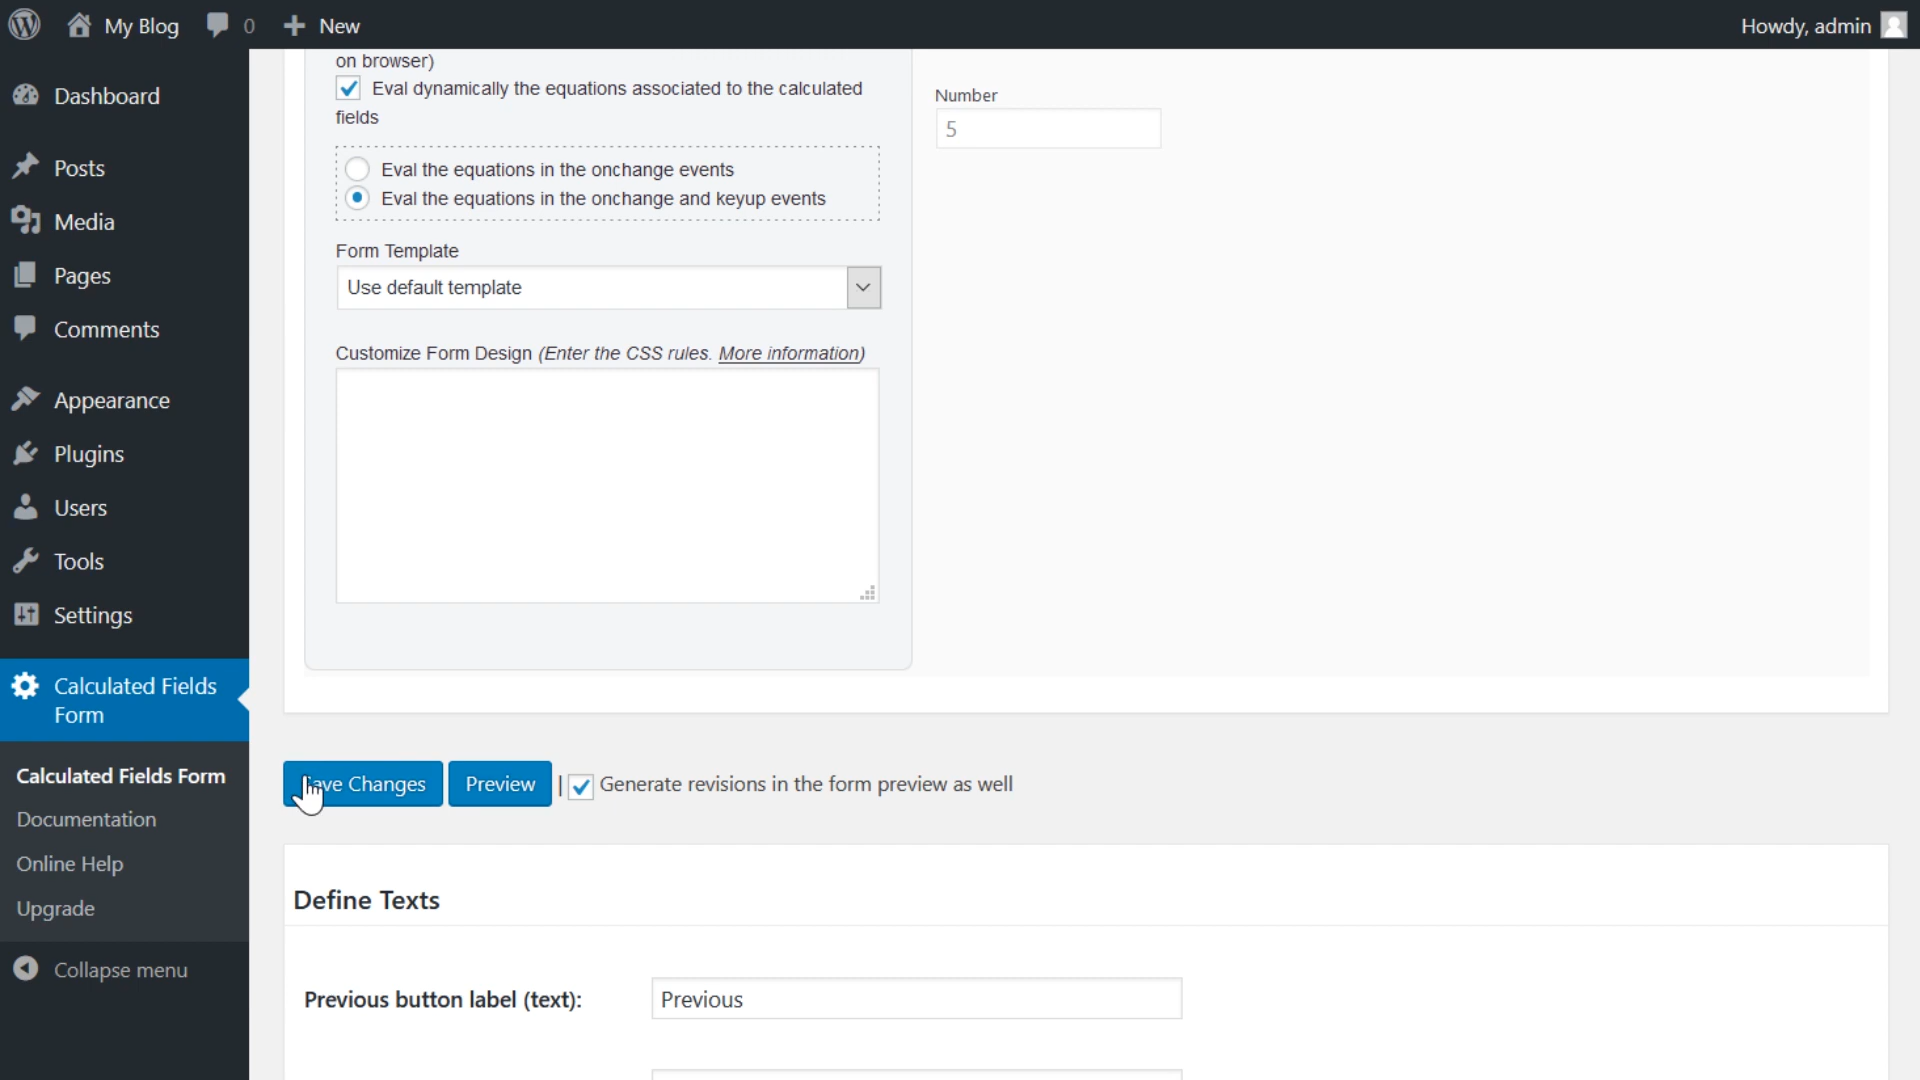 My Blog
0
New
Howdy, admin
Dashboard
Posts
Media
Pages
Comments
Appearance
Plugins
Users
Tools
Settings
Calculated Fields
Form
Calculated Fields Form
Documentation
Online Help
Upgrade
Collapse menu
on browser)
Eval dynamically the equations associated to the calculated
fields
Eval the equations in the onchange events
Eval the equations in the onchange and keyup events
Form Template
Use default template
Customize Form Design (Enter the CSS rules. More information)
Number
5
Save Changes
Preview
| Generate revisions in the form preview as well
Define Texts
Previous button label (text):
Previous